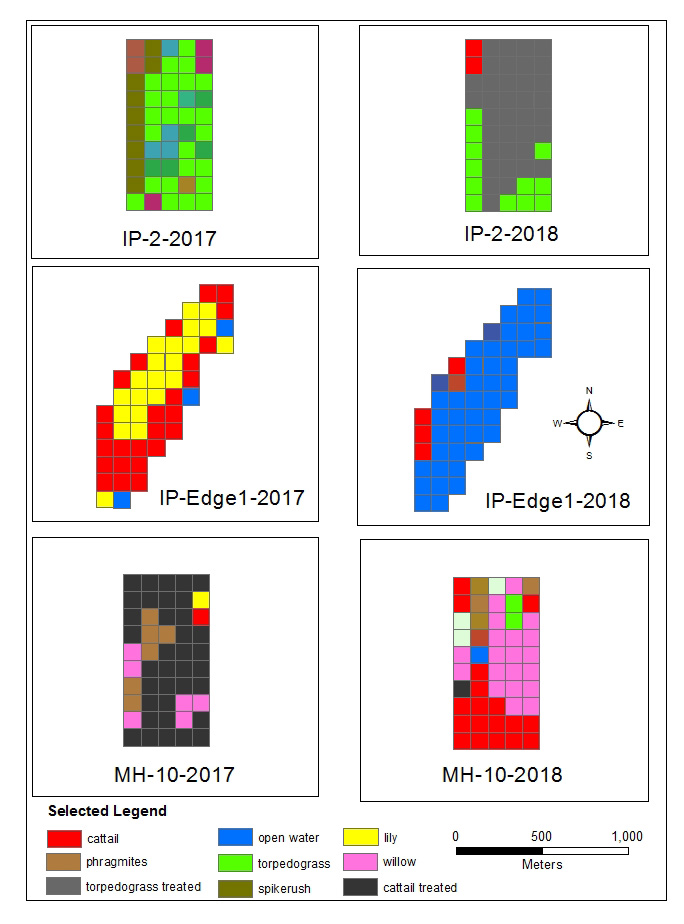 IP-2-2017
IP-2-2018
N
W E
S
IP-Edge1-2017
IP-Edge1-2018
MH-10-2017
MH-10-2018
Selected Legend
cattail
open water
lily
phragmites
torpedograss
willow
torpedograss treated
spikerush
cattail treated
0 500 1,000
Meters